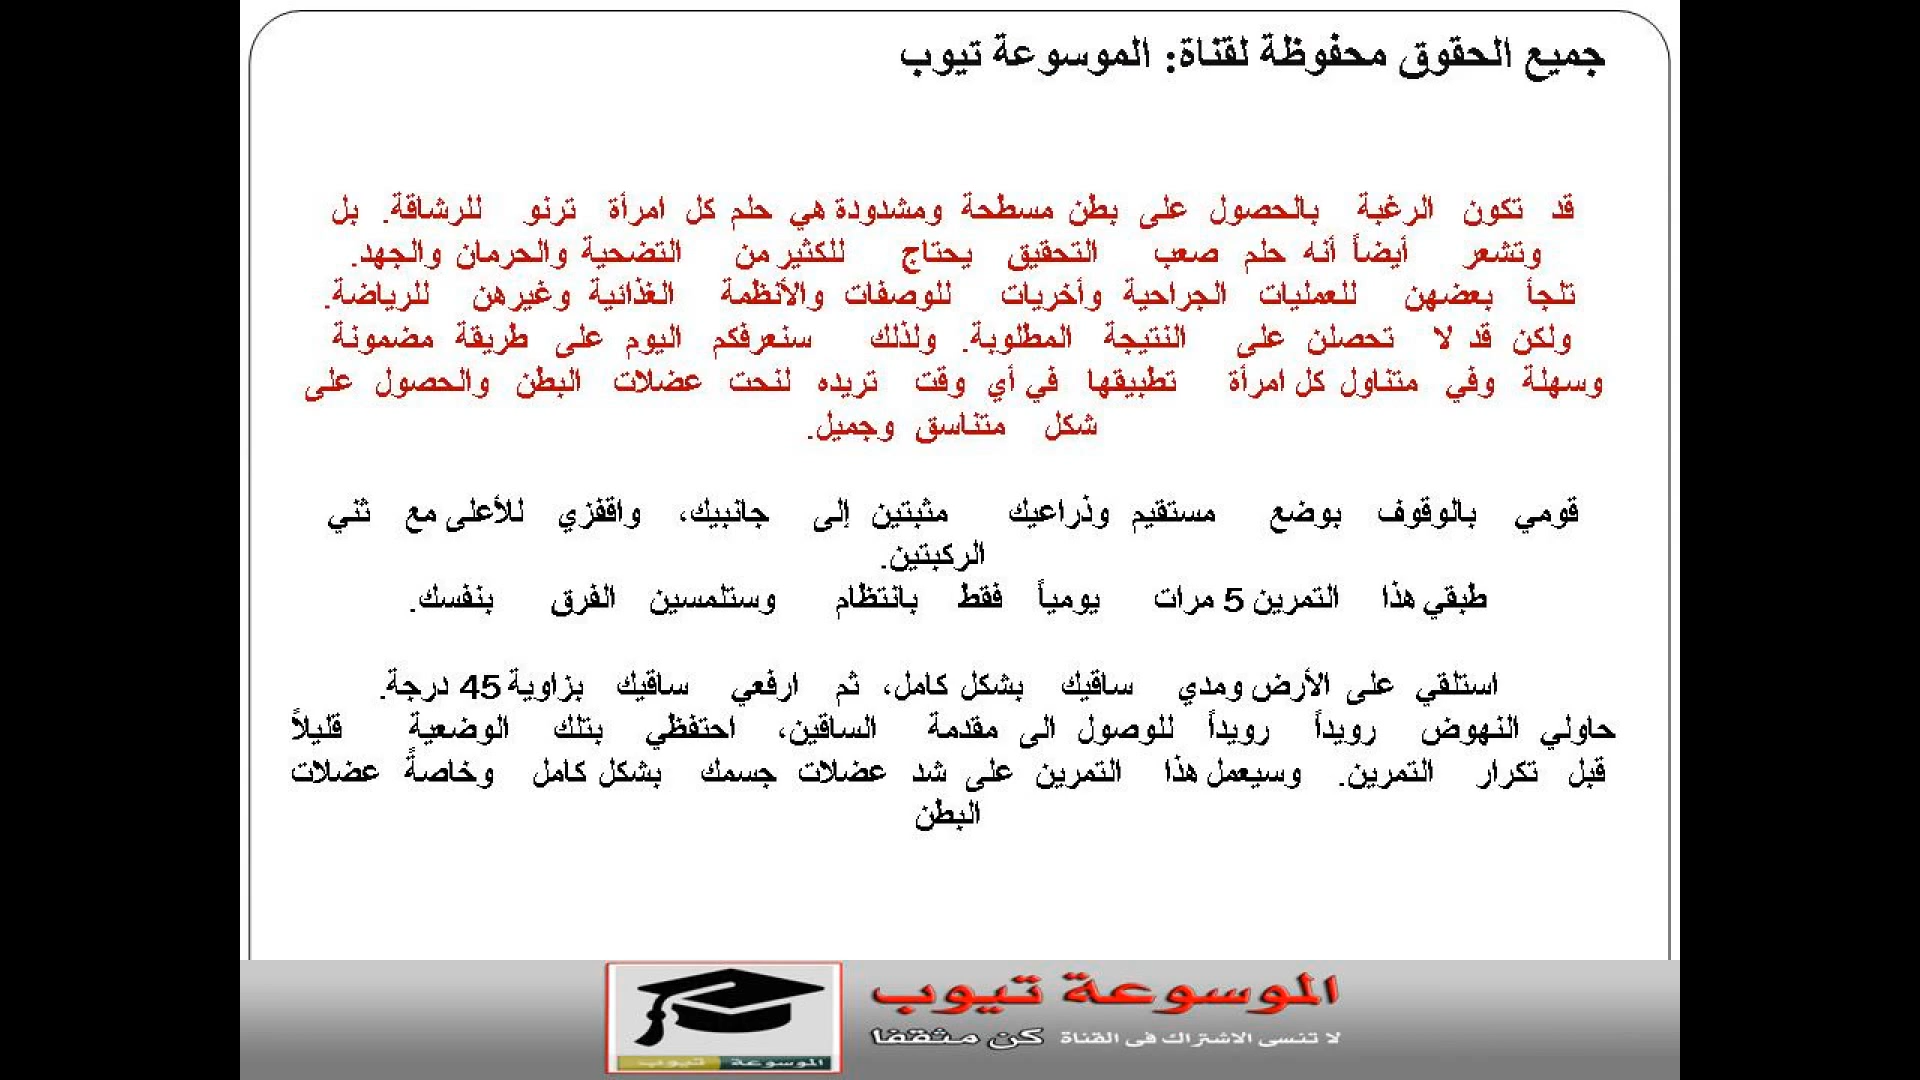 جميع الحقوق محفوظة لقناة: الموسوعة تيوب
قد تكون الرغبة بالحصول على بطن مسطحة ومشدودة هي حلم كل امرأة ترنو للرشاقة. بل
وتشعر أيضاً أنه حلم صعب التحقيق يحتاج للكثير من التضحية والحرمان والجهد.
تلجأ بعضهن للعمليات الجراحية وأخريات للوصفات والأنظمة الغذائية وغيرهن للرياضة.
ولكن قد لا تحصلن على النتيجة المطلوبة. ولذلك سنعرفكم اليوم على طريقة مضمونة
وسهلة وفي متناول كل امرأة تطبيقها في أي وقت تريده لنحت عضلات البطن والحصول على
شكل متناسق وجميل.
قومي بالوقوف بوضع مستقيم وذراعيك مثبتين إلى جانبيك، واقفزي للأعلى مع ثني
الركبتين.
طبقي هذا التمرين 5 مرات يومياً فقط بانتظام وستلمسين الفرق بنفسك.
استلقي على الأرض ومدي ساقيك بشكل كامل، ثم ارفعي ساقيك بزاوية 45 درجة.
حاولي النهوض رويداً رويداً للوصول الى مقدمة الساقين، احتفظي بتلك الوضعية قليلاً
قبل تكرار التمرين. وسيعمل هذا التمرين على شد عضلات جسمك بشكل كامل وخاصةً عضلات
البطن
الموسوعة تيوب
لا تنسى الاشتراك فى القناة كن مثقفا
الموسوعة تيوب